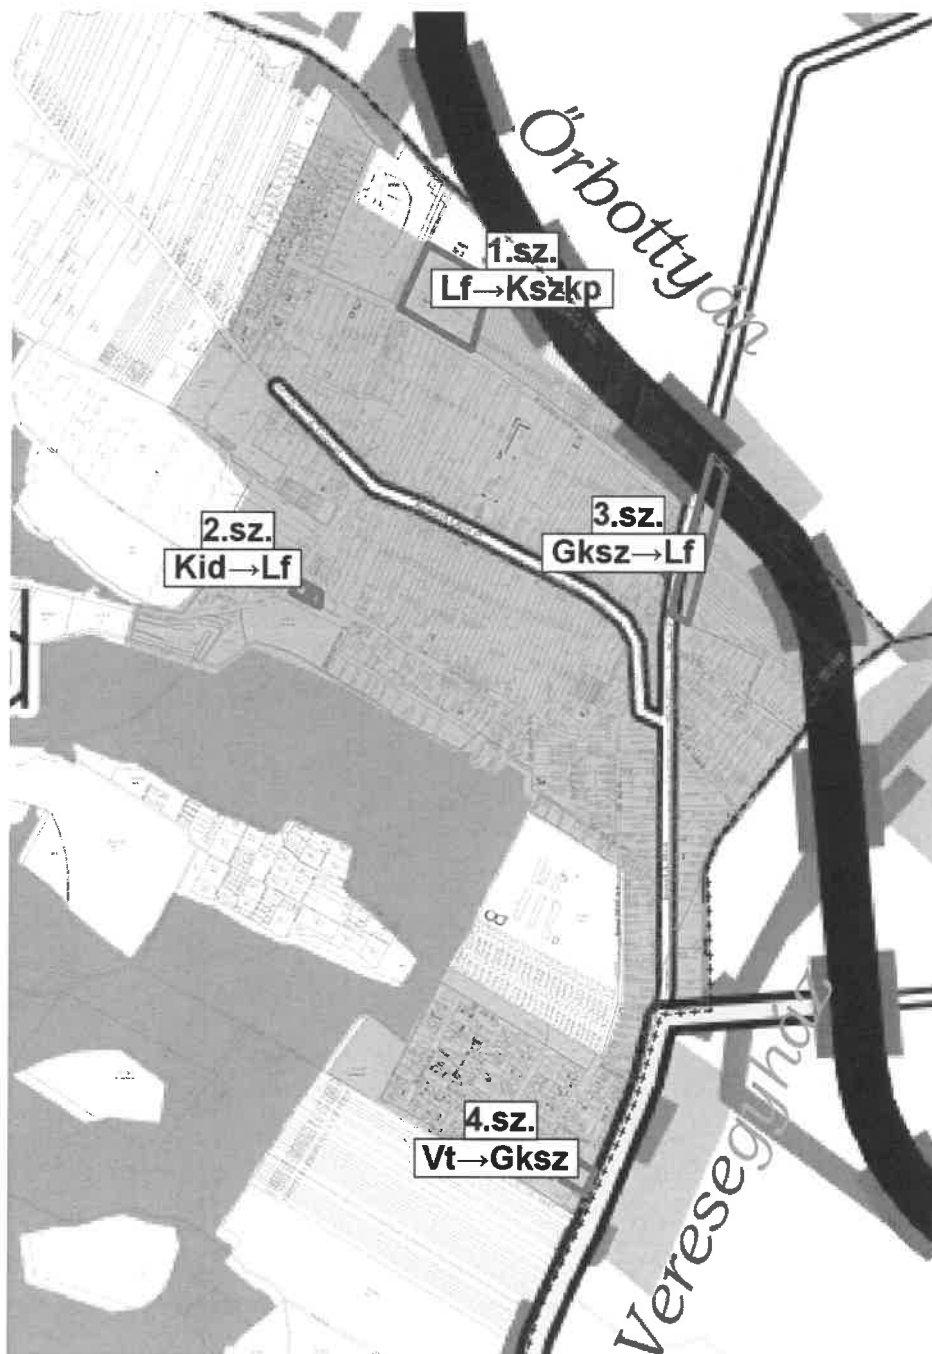 Őrbottyán
1.sz.
Lf→Kszkp
3.sz.
Gksz→Lf
2.sz.
Kid→Lf
4.sz.
Vt→Gksz
Veresegyház